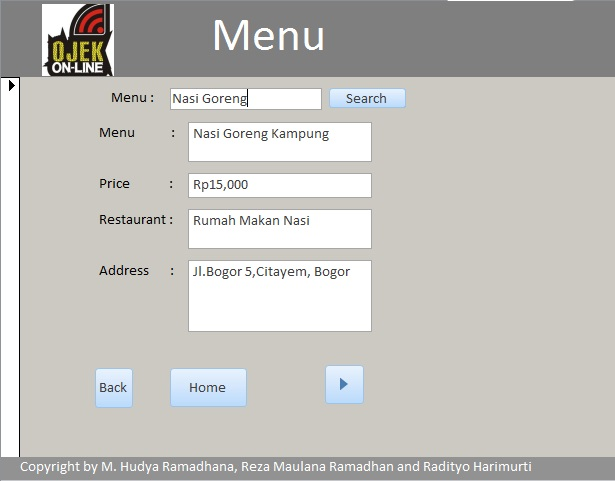 OJEK
ON-LINE
Menu
Menu : Nasi Goreng Search
Menu : Nasi Goreng Kampung
Price : Rp15,000
Restaurant : Rumah Makan Nasi
Address : Jl.Bogor 5,Citayem, Bogor
Back Home
Copyright by M. Hudya Ramadhana, Reza Maulana Ramadhan and Radityo Harimurti